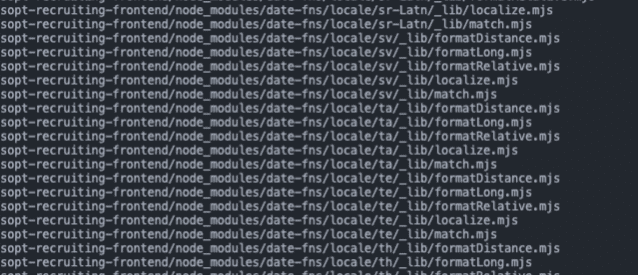 sopt-recruiting-frontend/node_modules/date-fns/locale/sr-Latn/_lib/localize.mjs
sopt-recruiting-frontend/node_modules/date-fns/locale/sr-Latn/_lib/match.mjs
sopt-recruiting-frontend/node_modules/date-fns/locale/sv/_lib/formatDistance.mjs
sopt-recruiting-frontend/node_modules/date-fns/locale/sv/_lib/formatLong.mjs
sopt-recruiting-frontend/node_modules/date-fns/locale/sv/_lib/formatRelative.mjs
sopt-recruiting-frontend/node_modules/date-fns/locale/sv/_lib/localize.mjs
sopt-recruiting-frontend/node_modules/date-fns/locale/sv/_lib/match.mjs
sopt-recruiting-frontend/node_modules/date-fns/locale/ta/_lib/formatDistance.mjs
sopt-recruiting-frontend/node_modules/date-fns/locale/ta/_lib/formatLong.mjs
sopt-recruiting-frontend/node_modules/date-fns/locale/ta/_lib/formatRelative.mjs
sopt-recruiting-frontend/node_modules/date-fns/locale/ta/_lib/localize.mjs
sopt-recruiting-frontend/node_modules/date-fns/locale/ta/_lib/match.mjs
sopt-recruiting-frontend/node_modules/date-fns/locale/te/_lib/formatDistance.mjs
sopt-recruiting-frontend/node_modules/date-fns/locale/te/_lib/formatLong.mjs
sopt-recruiting-frontend/node_modules/date-fns/locale/te/_lib/formatRelative.mjs
sopt-recruiting-frontend/node_modules/date-fns/locale/te/_lib/localize.mjs
sopt-recruiting-frontend/node_modules/date-fns/locale/te/_lib/match.mjs
sopt-recruiting-frontend/node_modules/date-fns/locale/th/_lib/formatDistance.mjs
sopt-recruiting-frontend/node_modules/date-fns/locale/th/_lib/formatLong.mjs